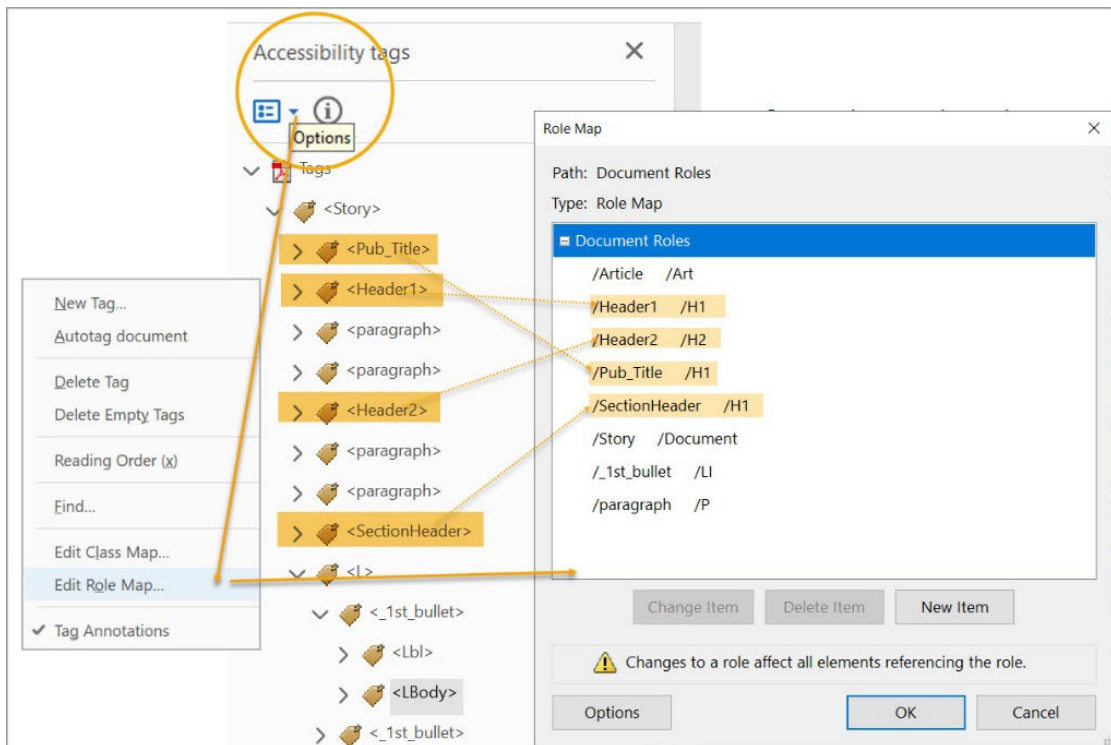 Accessibility tags
Options
Tags
<Story>
<Pub_Title>
<Header1>
<paragraph>
<paragraph>
<Header2>
<paragraph>
<paragraph>
<SectionHeader>
<L>
<_1st_bullet>
<Lbl>
<LBody>
<_1st_bullet>
New Tag...
Autotag document
Delete Tag
Delete Empty Tags
Reading Order (x)
Find...
Edit Class Map...
Edit Role Map...
Tag Annotations
Role Map
Path: Document Roles
Type: Role Map
Document Roles
/Article /Art
/Header1 /H1
/Header2 /H2
/Pub_Title /H1
/SectionHeader /H1
/Story /Document
/_1st_bullet /LI
/paragraph /P
Change Item Delete Item New Item
Changes to a role affect all elements referencing the role.
Options OK Cancel